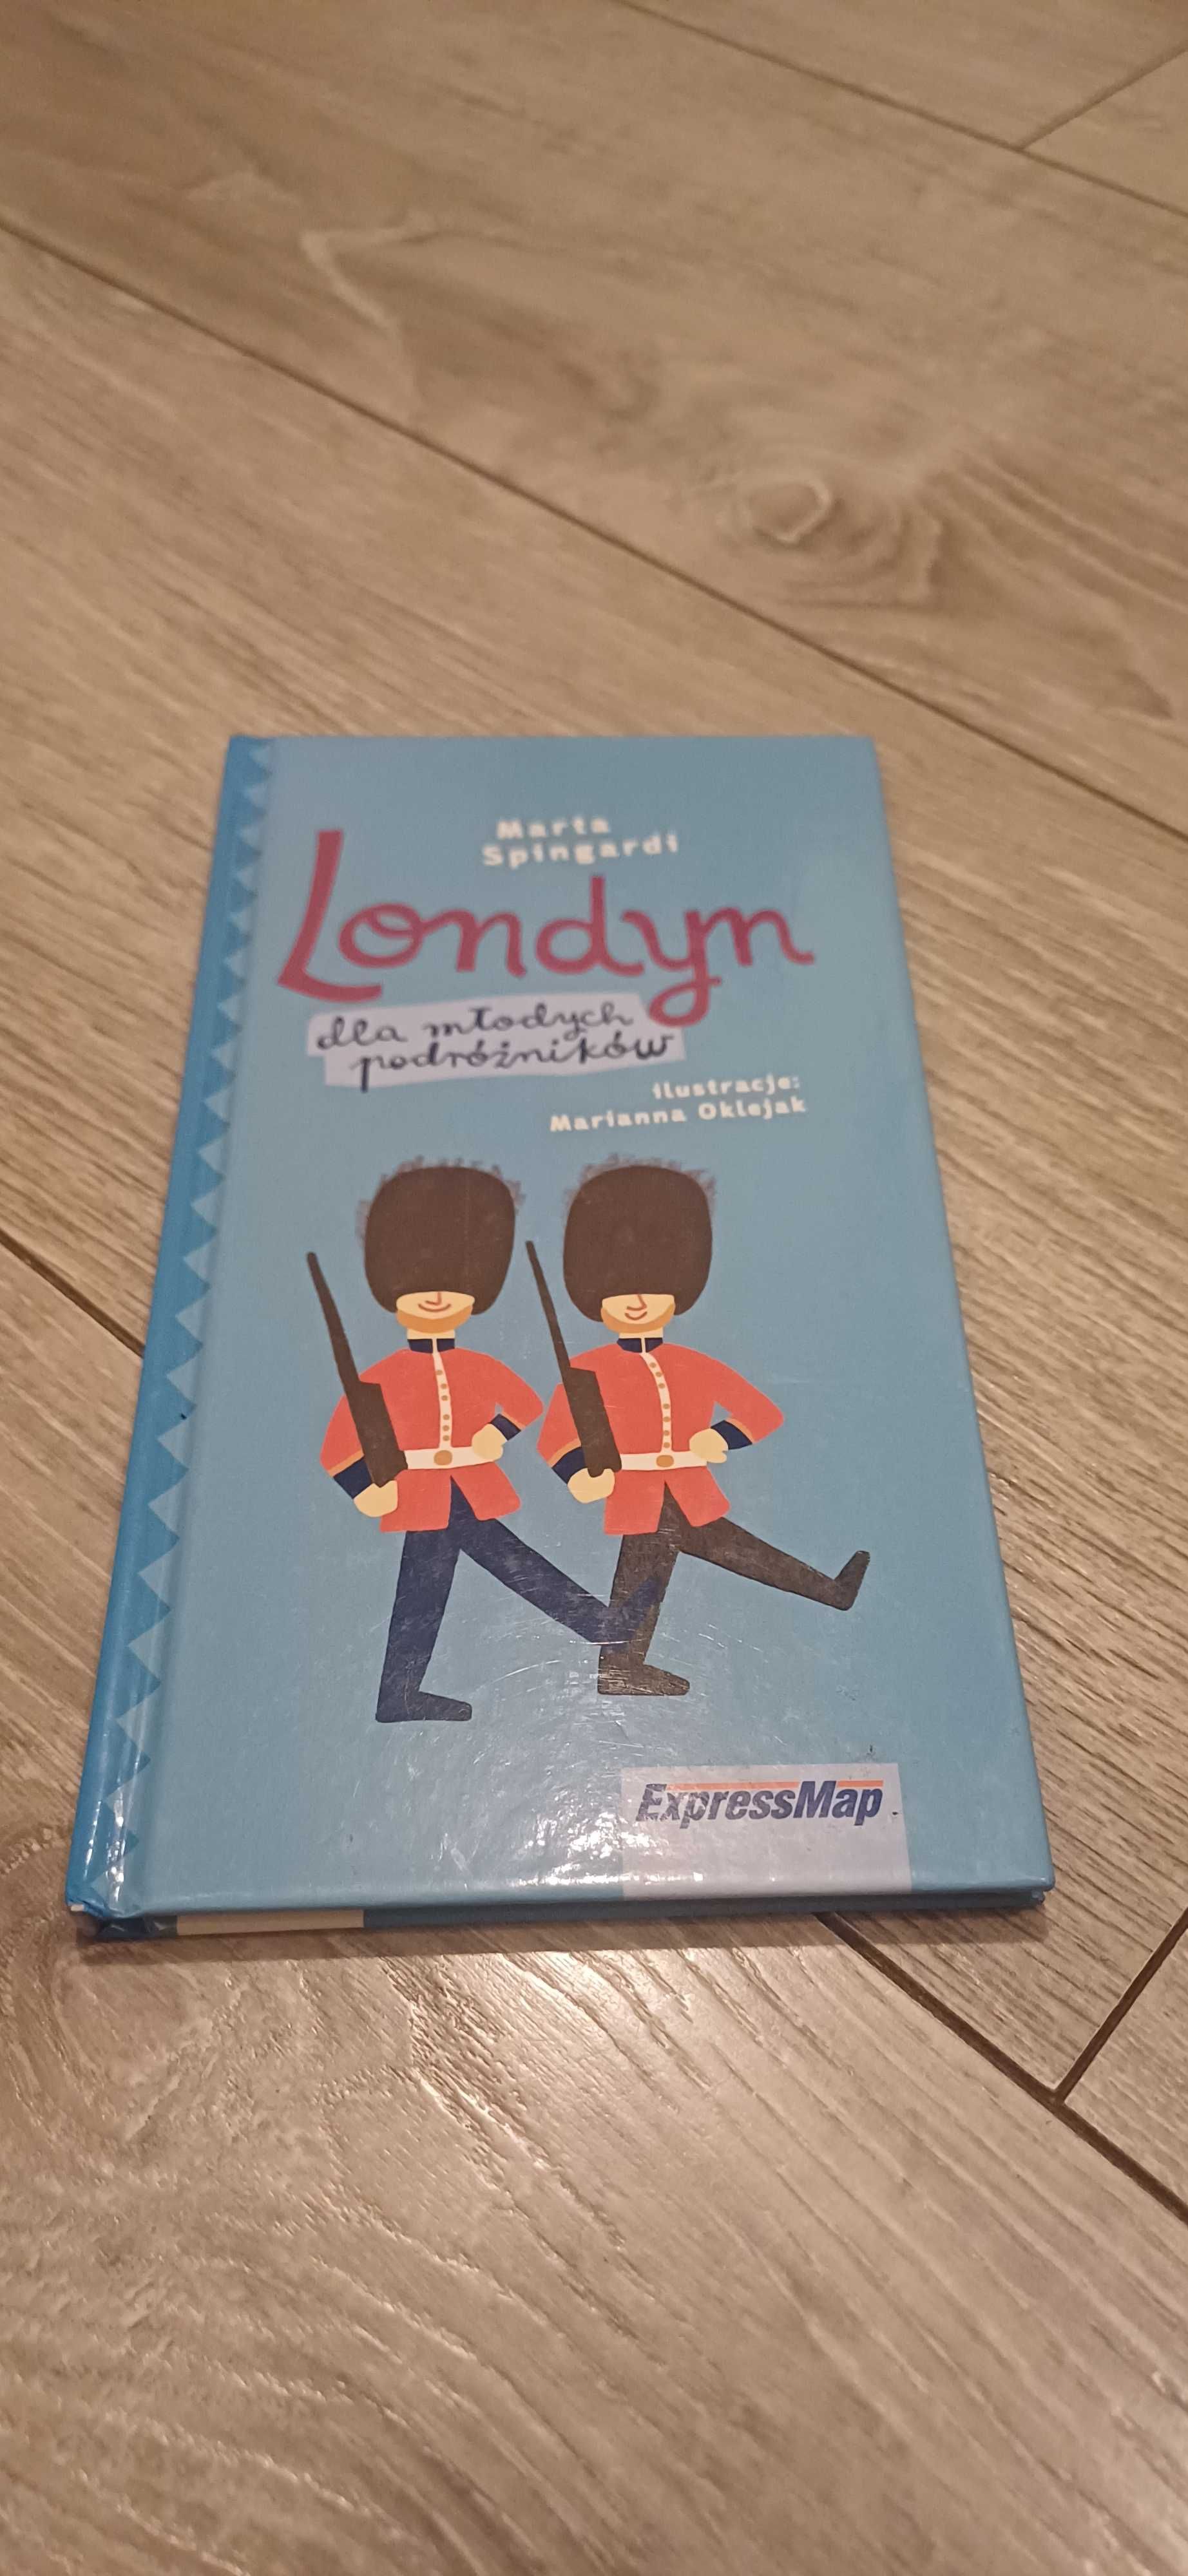 Marta
Spingardi
Londyn
dla młodych
podróżników
ilustracje:
Marianna Oklejak
ExpressMap